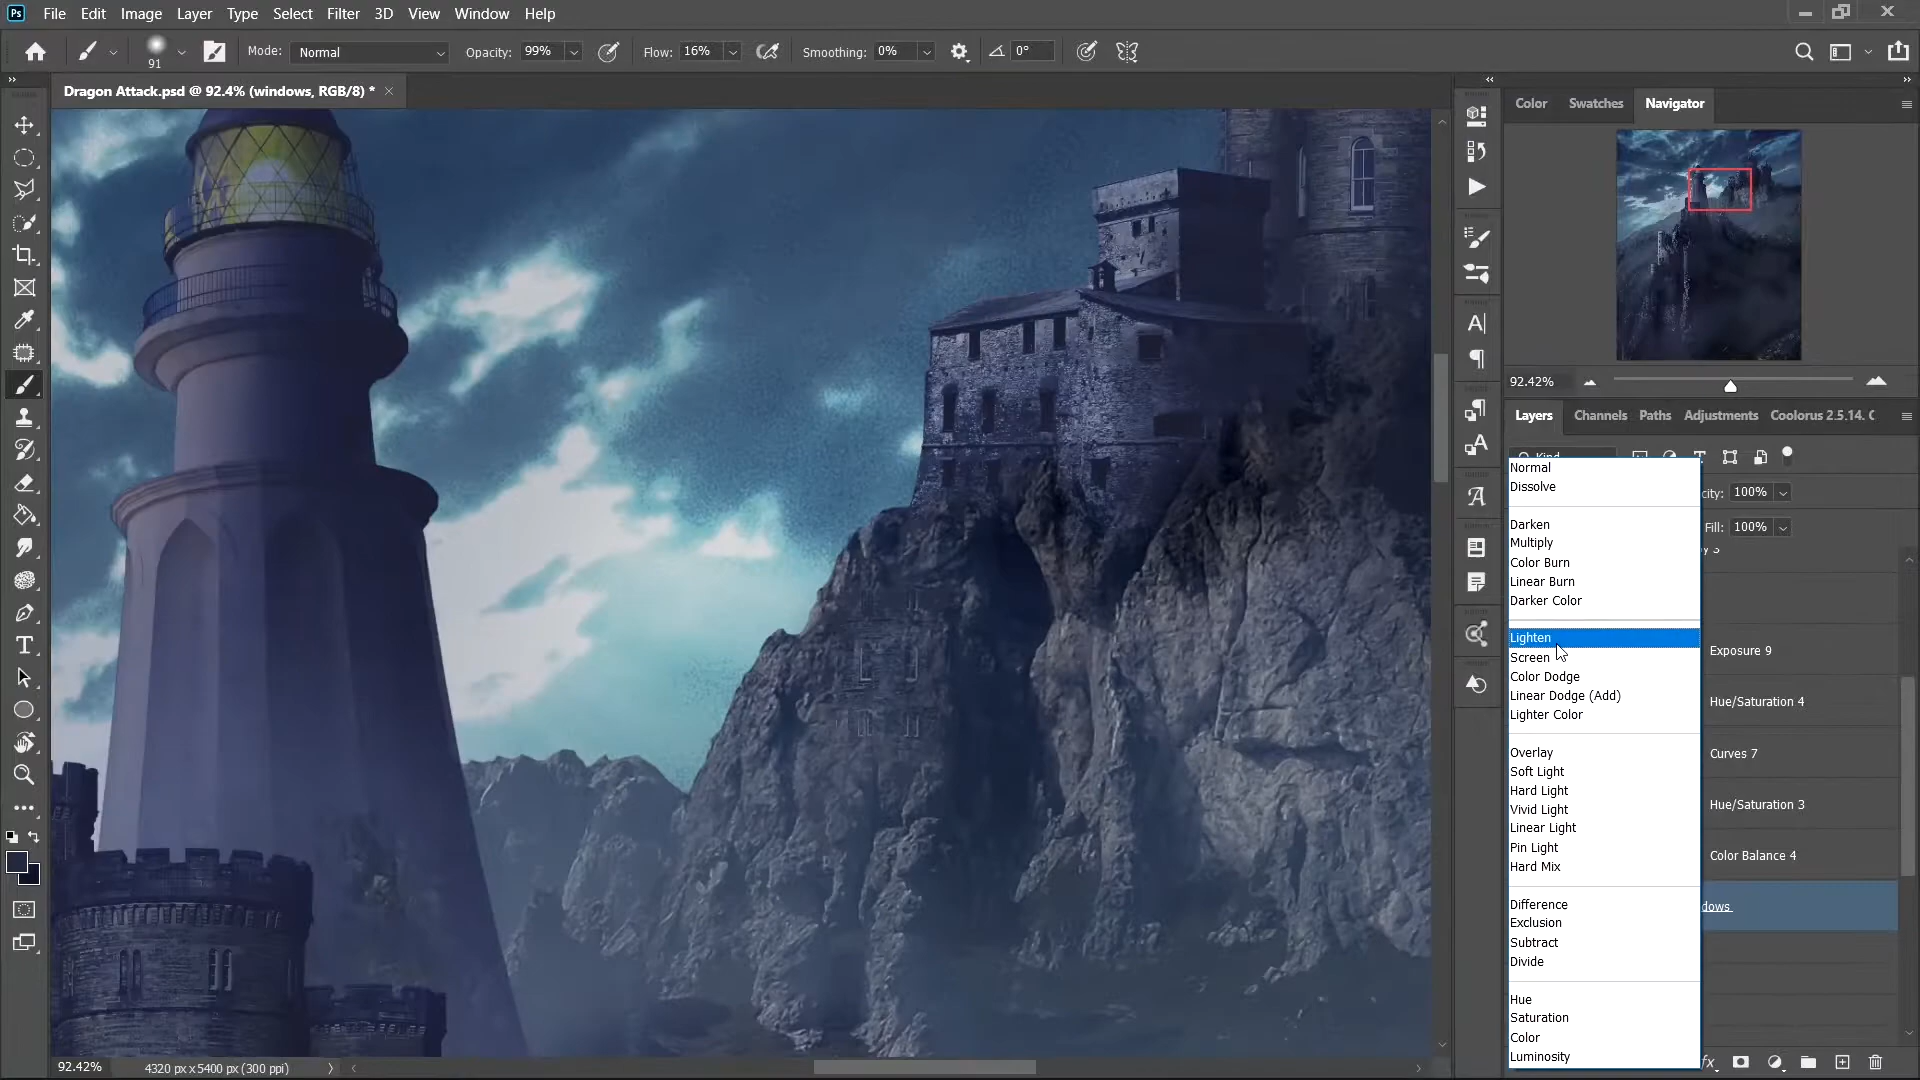 Ps File Edit Image Layer Type Select Filter 3D View Window Help
91 Mode: Normal Opacity: 99% Flow: 16% Smoothing: 0% 0°
Dragon Attack.psd @ 92.4% (windows, RGB/8) *
Color Swatches Navigator
92.42%
Layers Channels Paths Adjustments Coolorus 2.5.14. C
Kind
Normal
Dissolve
Darken
Multiply
Color Burn
Linear Burn
Darker Color
Lighten
Screen
Color Dodge
Linear Dodge (Add)
Lighter Color
Overlay
Soft Light
Hard Light
Vivid Light
Linear Light
Pin Light
Hard Mix
Difference
Exclusion
Subtract
Divide
Hue
Saturation
Color
Luminosity
city: 100%
Fill: 100%
y 3
Exposure 9
Hue/Saturation 4
Curves 7
Hue/Saturation 3
Color Balance 4
dows
fx
92.42% 4320 px x 5400 px (300 ppi)